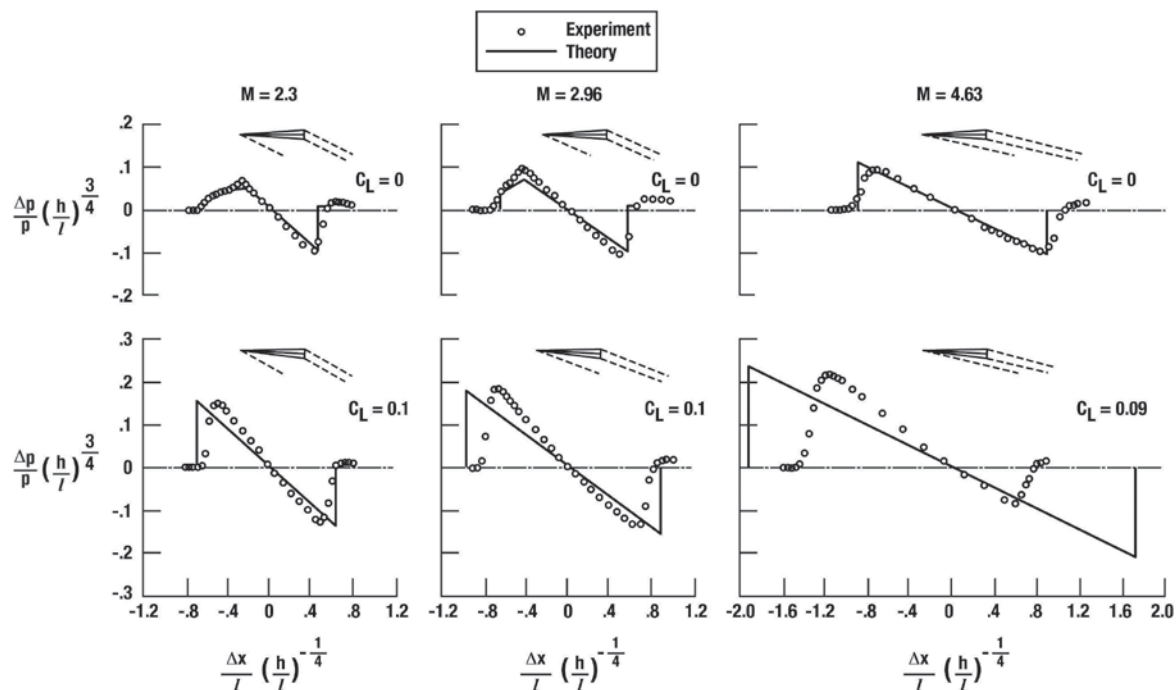 Experiment
Theory
M = 2.3
M = 2.96
M = 4.63
.2
.1
0
-.1
-.2
C_L = 0
C_L = 0
C_L = 0
Δp/p (h/l)^3/4
.3
.2
.1
0
-.1
-.2
-.3
C_L = 0.1
C_L = 0.1
C_L = 0.09
Δp/p (h/l)^3/4
-1.2 -.8 -.4 0 .4 .8 1.2
-1.2 -.8 -.4 0 .4 .8 1.2
-2.0 -1.6 -1.2 -.8 -.4 0 .4 .8 1.2 1.6 2.0
Δx/l (h/l)^-1/4
Δx/l (h/l)^-1/4
Δx/l (h/l)^-1/4